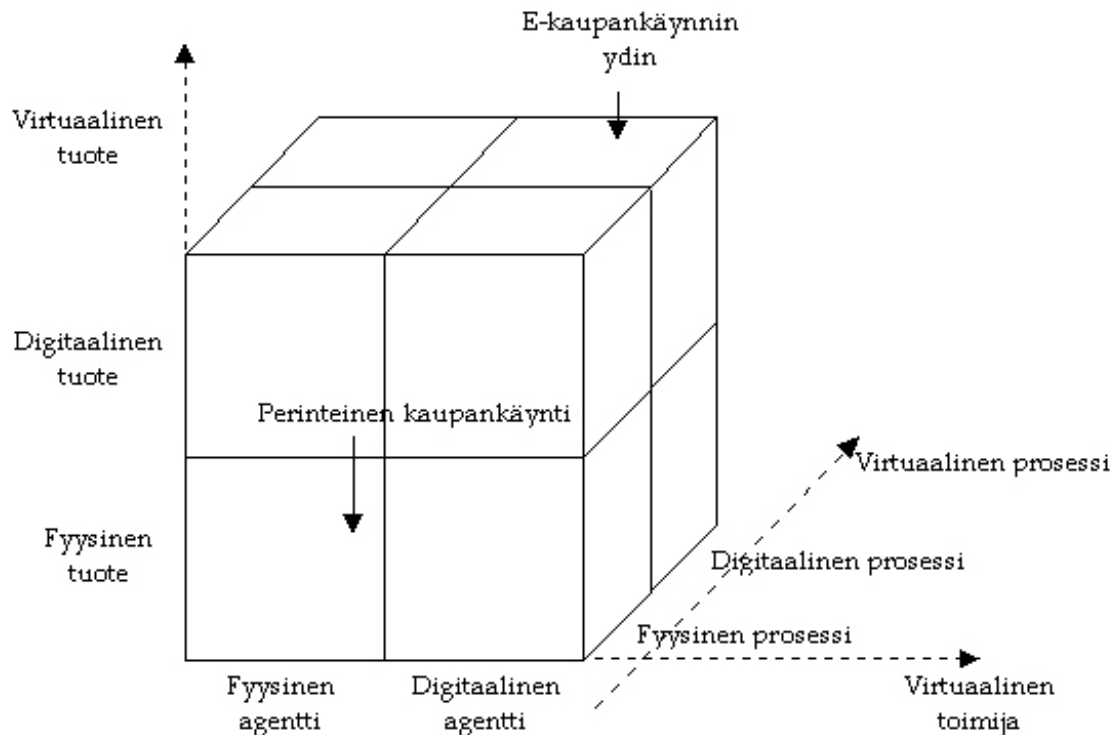 E-kaupankäynnin
ydin
Virtuaalinen
tuote
Digitaalinen
tuote
Perinteinen kaupankäynti
Virtuaalinen prosessi
Fyysinen
tuote
Digitaalinen prosessi
Fyysinen prosessi
Fyysinen
agentti
Digitaalinen
agentti
Virtuaalinen
toimija